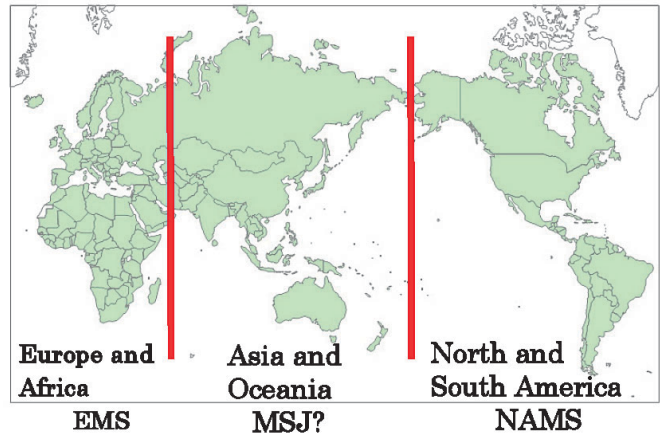 Europe and
Africa
EMS
Asia and
Oceania
MSJ?
North and
South America
NAMS